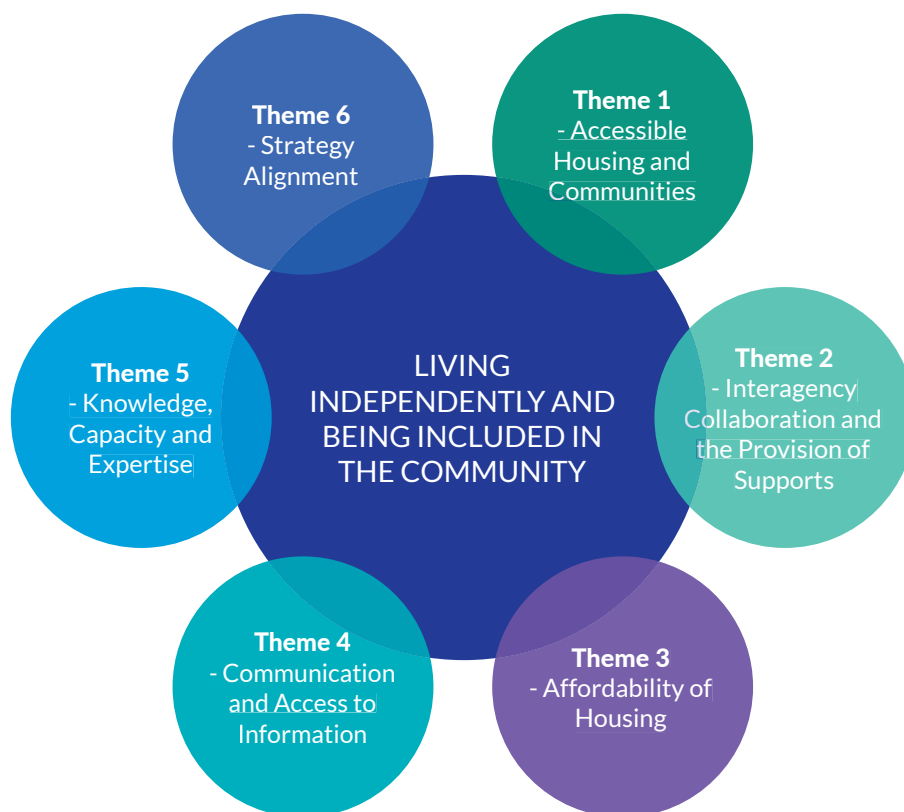 Theme 6
- Strategy
Alignment
Theme 1
- Accessible
Housing and
Communities
Theme 5
- Knowledge,
Capacity and
Expertise
LIVING
INDEPENDENTLY AND
BEING INCLUDED IN
THE COMMUNITY
Theme 2
- Interagency
Collaboration and
the Provision of
Supports
Theme 4
- Communication
and Access to
Information
Theme 3
- Affordability of
Housing